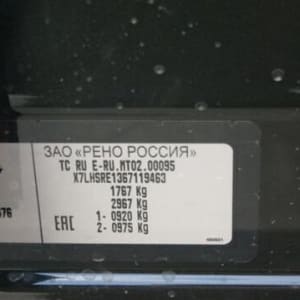 ЗАО «РЕНО РОССИЯ»
TC RU E-RU.MT02.00095
X7LHSRE1367119463
1767 Kg
2967 Kg
EAC 1- 0920 Kg
2- 0975 Kg